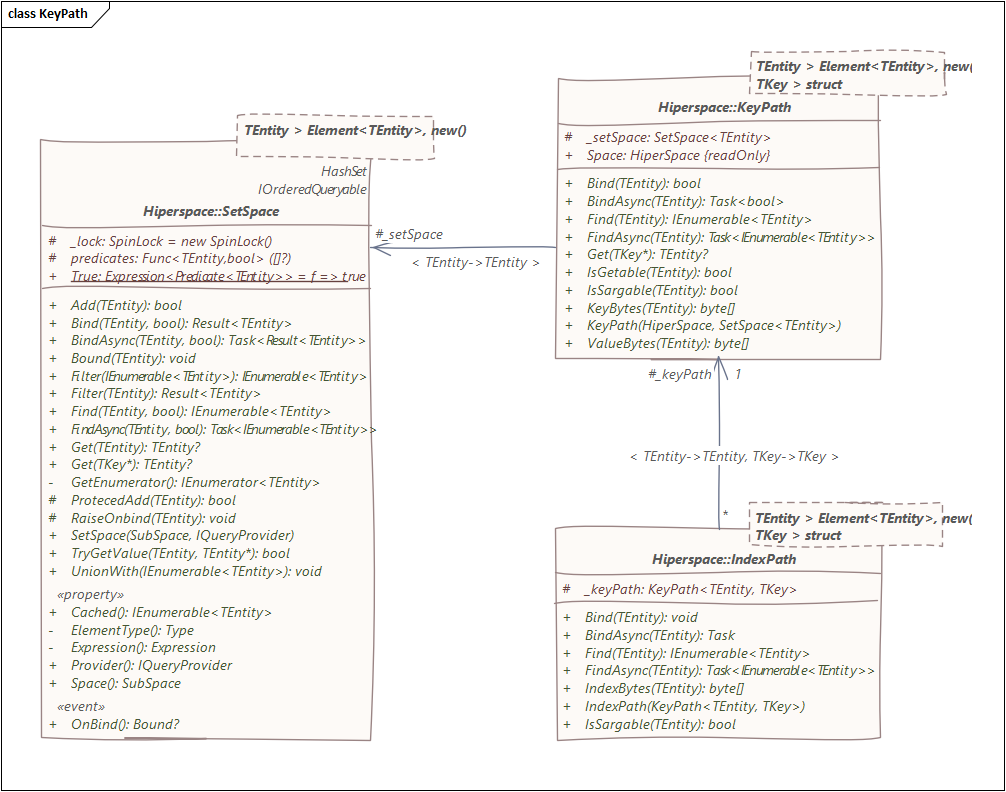 class KeyPath
TEntity > Element<TEntity>, new()
HashSet
IOrderedQueryable
Hiperspace::SetSpace
# _lock: SpinLock = new SpinLock()
# predicates: Func<TEntity,bool> ([]?)
+ True: Expression<Predicate<TEntity>> = f => true
+ Add(TEntity): bool
+ Bind(TEntity, bool): Result<TEntity>
+ BindAsync(TEntity, bool): Task<Result<TEntity>>
+ Bound(TEntity): void
+ Filter(IEnumerable<TEntity>): IEnumerable<TEntity>
+ Filter(TEntity): Result<TEntity>
+ Find(TEntity, bool): IEnumerable<TEntity>
+ FindAsync(TEntity, bool): Task<IEnumerable<TEntity>>
+ Get(TEntity): TEntity?
+ Get(TKey*): TEntity?
- GetEnumerator(): IEnumerator<TEntity>
# ProtecedAdd(TEntity): bool
# RaiseOnbind(TEntity): void
+ SetSpace(SubSpace, IQueryProvider)
+ TryGetValue(TEntity, TEntity*): bool
+ UnionWith(IEnumerable<TEntity>): void
«property»
+ Cached(): IEnumerable<TEntity>
- ElementType(): Type
- Expression(): Expression
+ Provider(): IQueryProvider
+ Space(): SubSpace
«event»
+ OnBind(): Bound?
#_setSpace
< TEntity->TEntity >
TEntity > Element<TEntity>, new(
TKey > struct
Hiperspace::KeyPath
# _setSpace: SetSpace<TEntity>
+ Space: HiperSpace {readOnly}
+ Bind(TEntity): bool
+ BindAsync(TEntity): Task<bool>
+ Find(TEntity): IEnumerable<TEntity>
+ FindAsync(TEntity): Task<IEnumerable<TEntity>>
+ Get(TKey*): TEntity?
+ IsGetable(TEntity): bool
+ IsSargable(TEntity): bool
+ KeyBytes(TEntity): byte[]
+ KeyPath(HiperSpace, SetSpace<TEntity>)
+ ValueBytes(TEntity): byte[]
#_keyPath 1
< TEntity->TEntity, TKey->TKey >
*
TEntity > Element<TEntity>, new(
TKey > struct
Hiperspace::IndexPath
# _keyPath: KeyPath<TEntity, TKey>
+ Bind(TEntity): void
+ BindAsync(TEntity): Task
+ Find(TEntity): IEnumerable<TEntity>
+ FindAsync(TEntity): Task<IEnumerable<TEntity>>
+ IndexBytes(TEntity): byte[]
+ IndexPath(KeyPath<TEntity, TKey>)
+ IsSargable(TEntity): bool